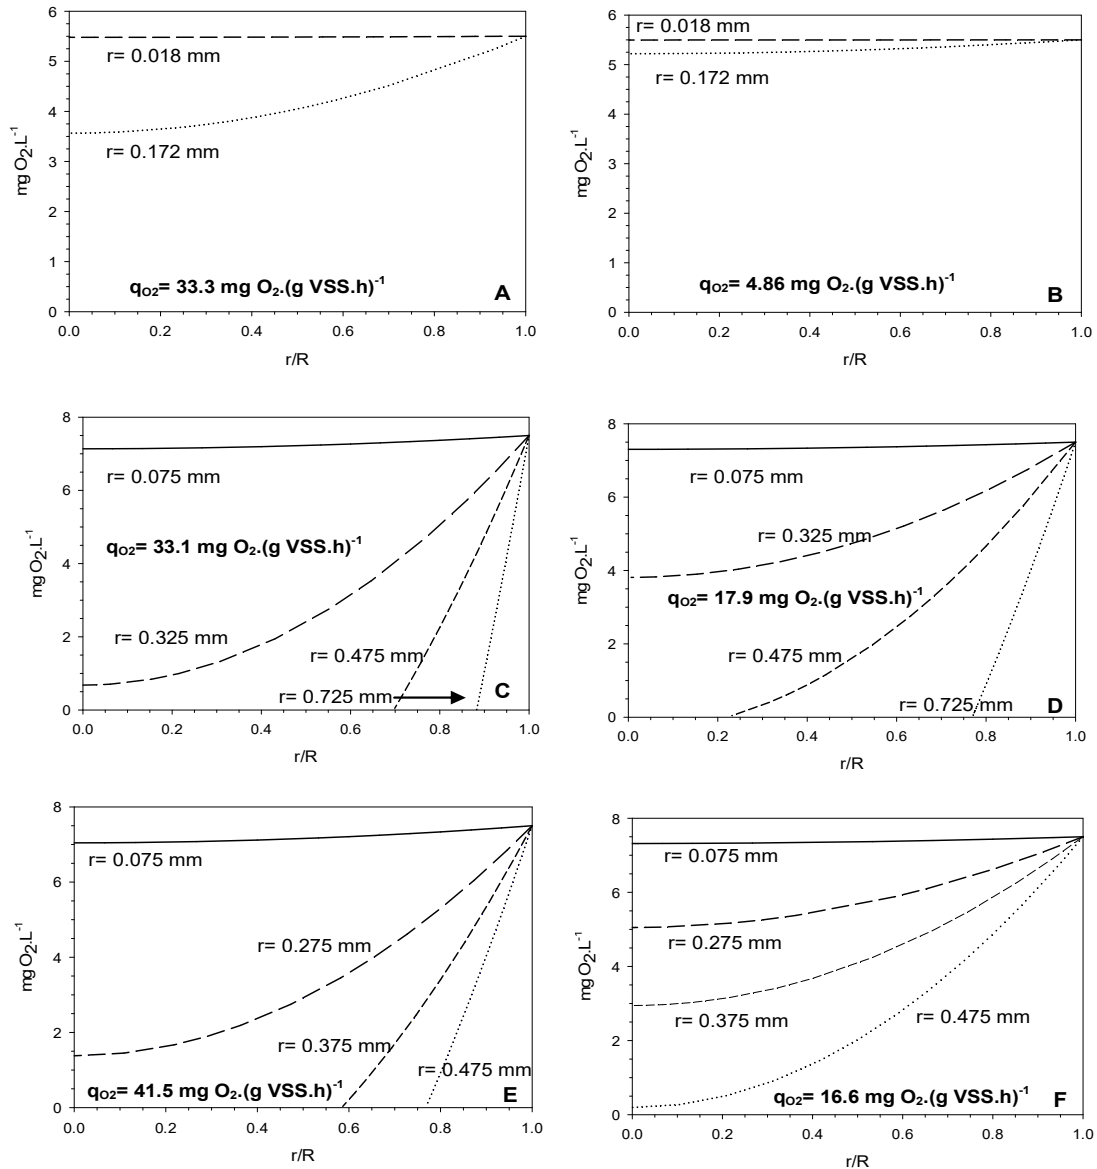 6
5
4
3
2
1
0
mg O₂.L⁻¹
r= 0.018 mm
r= 0.172 mm
qO2= 33.3 mg O₂.(g VSS.h)⁻¹
A
0.0 0.2 0.4 0.6 0.8 1.0
r/R
6
5
4
3
2
1
0
mg O₂.L⁻¹
r= 0.018 mm
r= 0.172 mm
qO2= 4.86 mg O₂.(g VSS.h)⁻¹
B
0.0 0.2 0.4 0.6 0.8 1.0
r/R
8
6
4
2
0
mg O₂.L⁻¹
r= 0.075 mm
qO2= 33.1 mg O₂.(g VSS.h)⁻¹
r= 0.325 mm
r= 0.475 mm
r= 0.725 mm
C
0.0 0.2 0.4 0.6 0.8 1.0
r/R
8
6
4
2
0
mg O₂.L⁻¹
r= 0.075 mm
r= 0.325 mm
qO2= 17.9 mg O₂.(g VSS.h)⁻¹
r= 0.475 mm
r= 0.725 mm
D
0.0 0.2 0.4 0.6 0.8 1.0
r/R
8
6
4
2
0
mg O₂.L⁻¹
r= 0.075 mm
r= 0.275 mm
r= 0.375 mm
r= 0.475 mm
qO2= 41.5 mg O₂.(g VSS.h)⁻¹
E
0.0 0.2 0.4 0.6 0.8 1.0
r/R
8
6
4
2
0
mg O₂.L⁻¹
r= 0.075 mm
r= 0.275 mm
r= 0.375 mm
r= 0.475 mm
qO2= 16.6 mg O₂.(g VSS.h)⁻¹
F
0.0 0.2 0.4 0.6 0.8 1.0
r/R